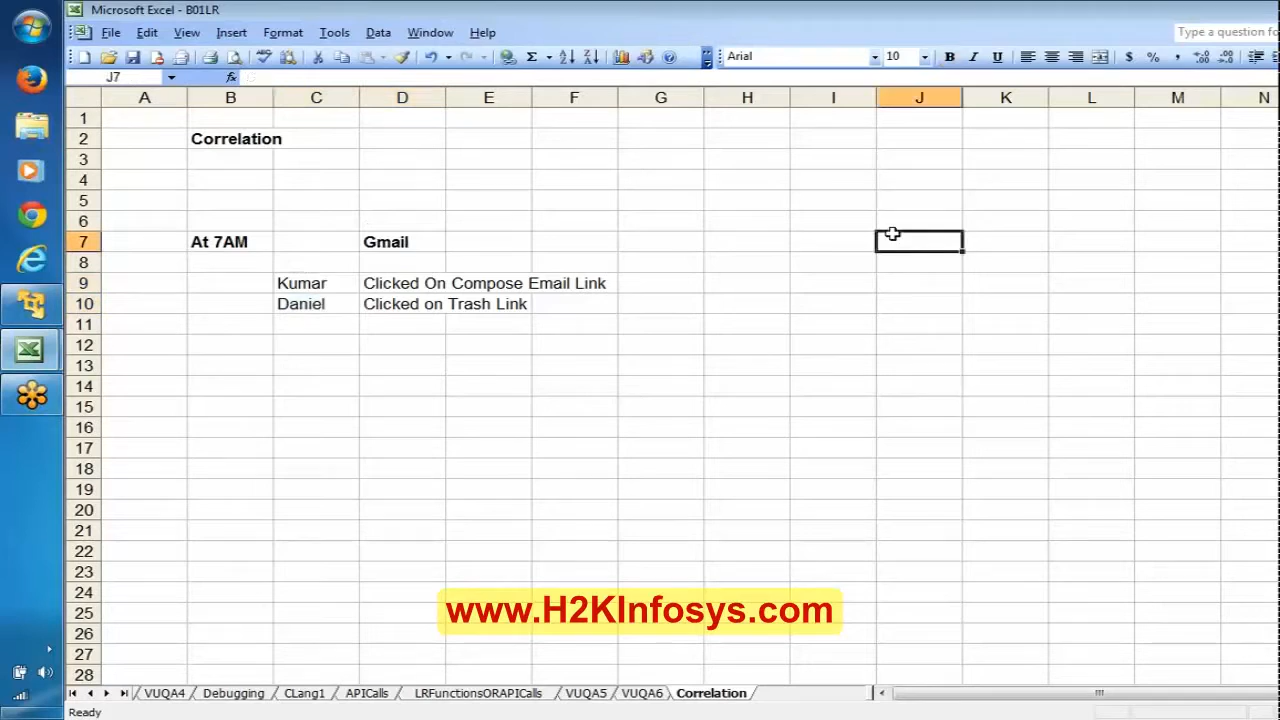 Microsoft Excel - B01LR
File Edit View Insert Format Tools Data Window Help
Type a question fo
Arial 10 B I U $ % ,
J7 fx
A B C D E F G H I J K L M N
1
2 Correlation
3
4
5
6
7 At 7AM Gmail
8
9 Kumar Clicked On Compose Email Link
10 Daniel Clicked on Trash Link
11
12
13
14
15
16
17
18
19
20
21
22
23
24
25
26
27
28
www.H2KInfosys.com
VUQA4 Debugging CLang1 APICalls LRFunctionsORAPICalls VUQA5 VUQA6 Correlation
Ready